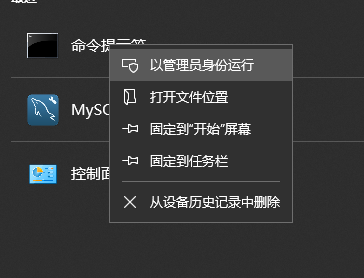 命令提示符
以管理员身份运行
打开文件位置
MySC
固定到“开始”屏幕
固定到任务栏
控制面
从设备历史记录中删除